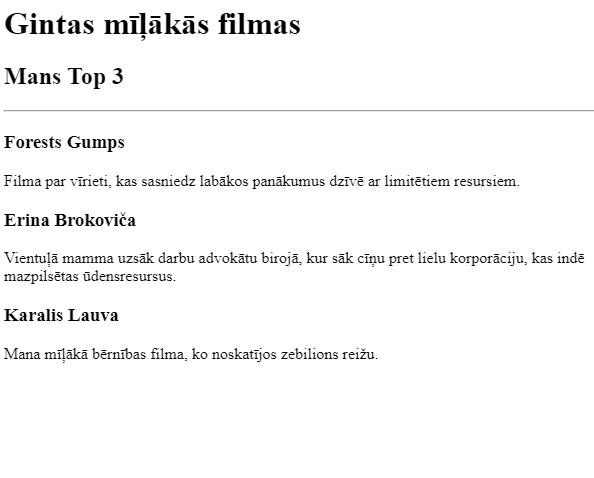 Gintas mīļākās filmas
Mans Top 3
Forests Gumps
Filma par vīrieti, kas sasniedz labākos panākumus dzīvē ar limitētiem resursiem.
Erina Brokoviča
Vientuļā mamma uzsāk darbu advokātu birojā, kur sāk cīņu pret lielu korporāciju, kas indē
mazpilsētas ūdensresursus.
Karalis Lauva
Mana mīļākā bērnības filma, ko noskatījos zebilions reižu.